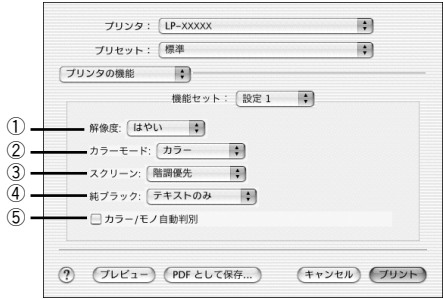 プリンタ： LP-XXXXX
プリセット： 標準
プリンタの機能
機能セット： 設定 1
① 解像度: はやい
② カラーモード: カラー
③ スクリーン: 階調優先
④ 純ブラック: テキストのみ
⑤ カラー/モノ自動判別
? プレビュー PDF として保存... キャンセル プリント